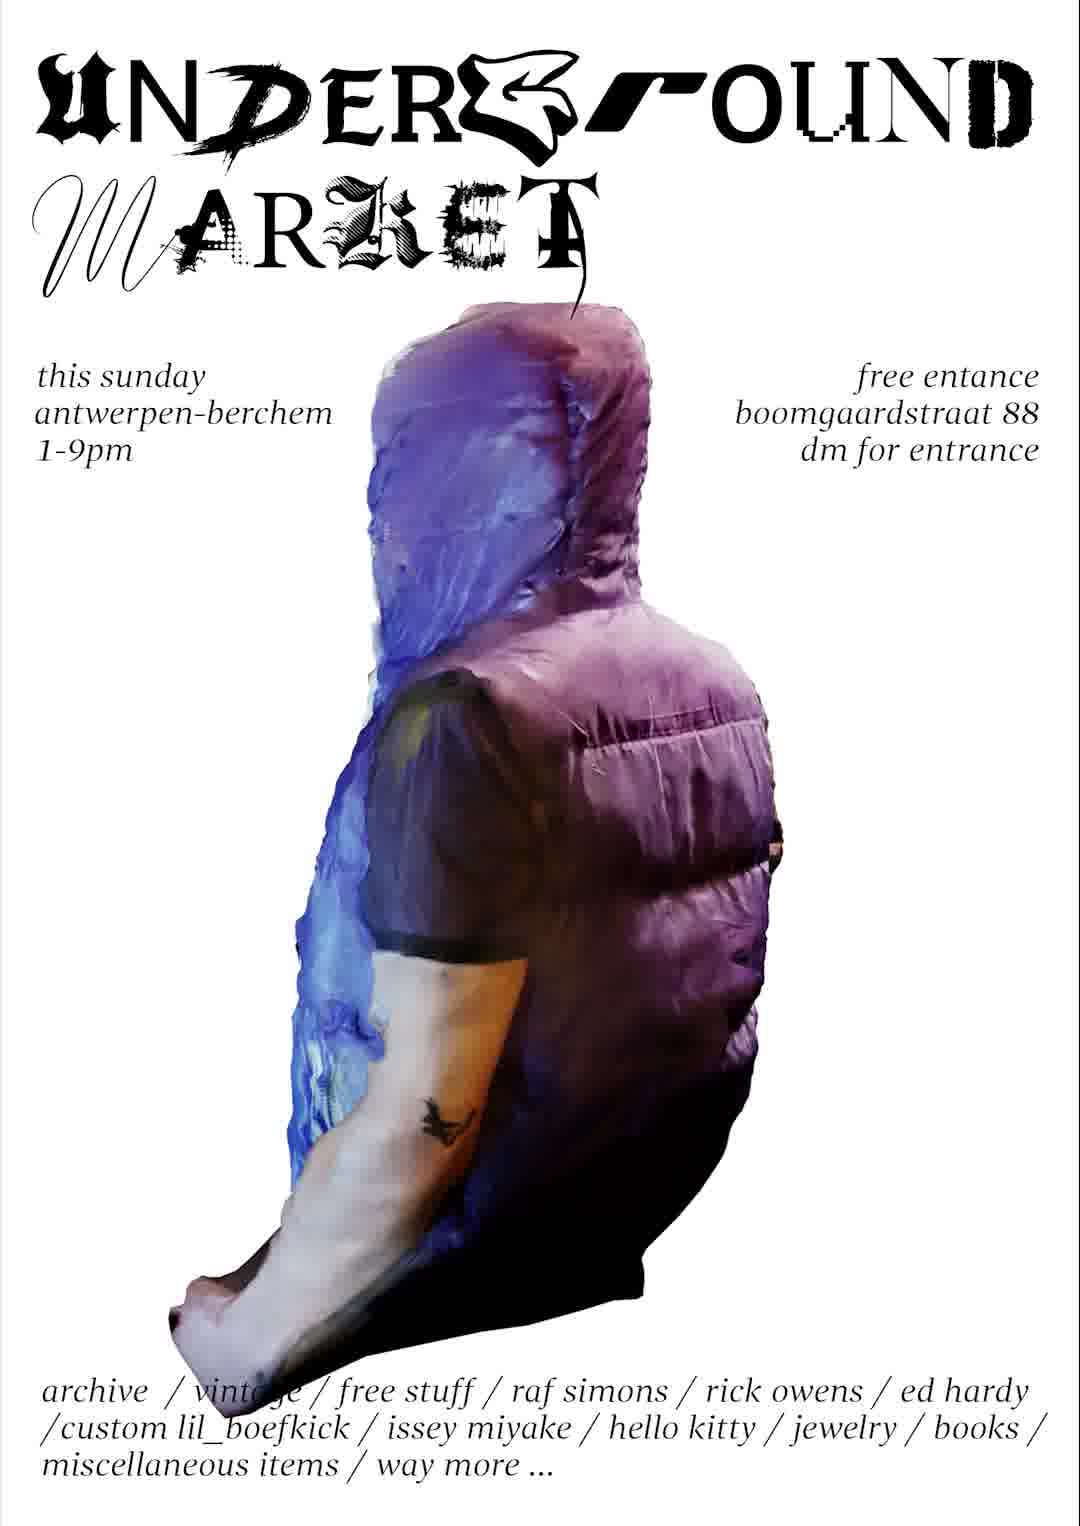 UNDERGrOUND
MARKET
this sunday
antwerpen-berchem
1-9pm
free entance
boomgaardstraat 88
dm for entrance
archive / vintage / free stuff / raf simons / rick owens / ed hardy
/custom lil_boefkick / issey miyake / hello kitty / jewelry / books /
miscellaneous items / way more ...